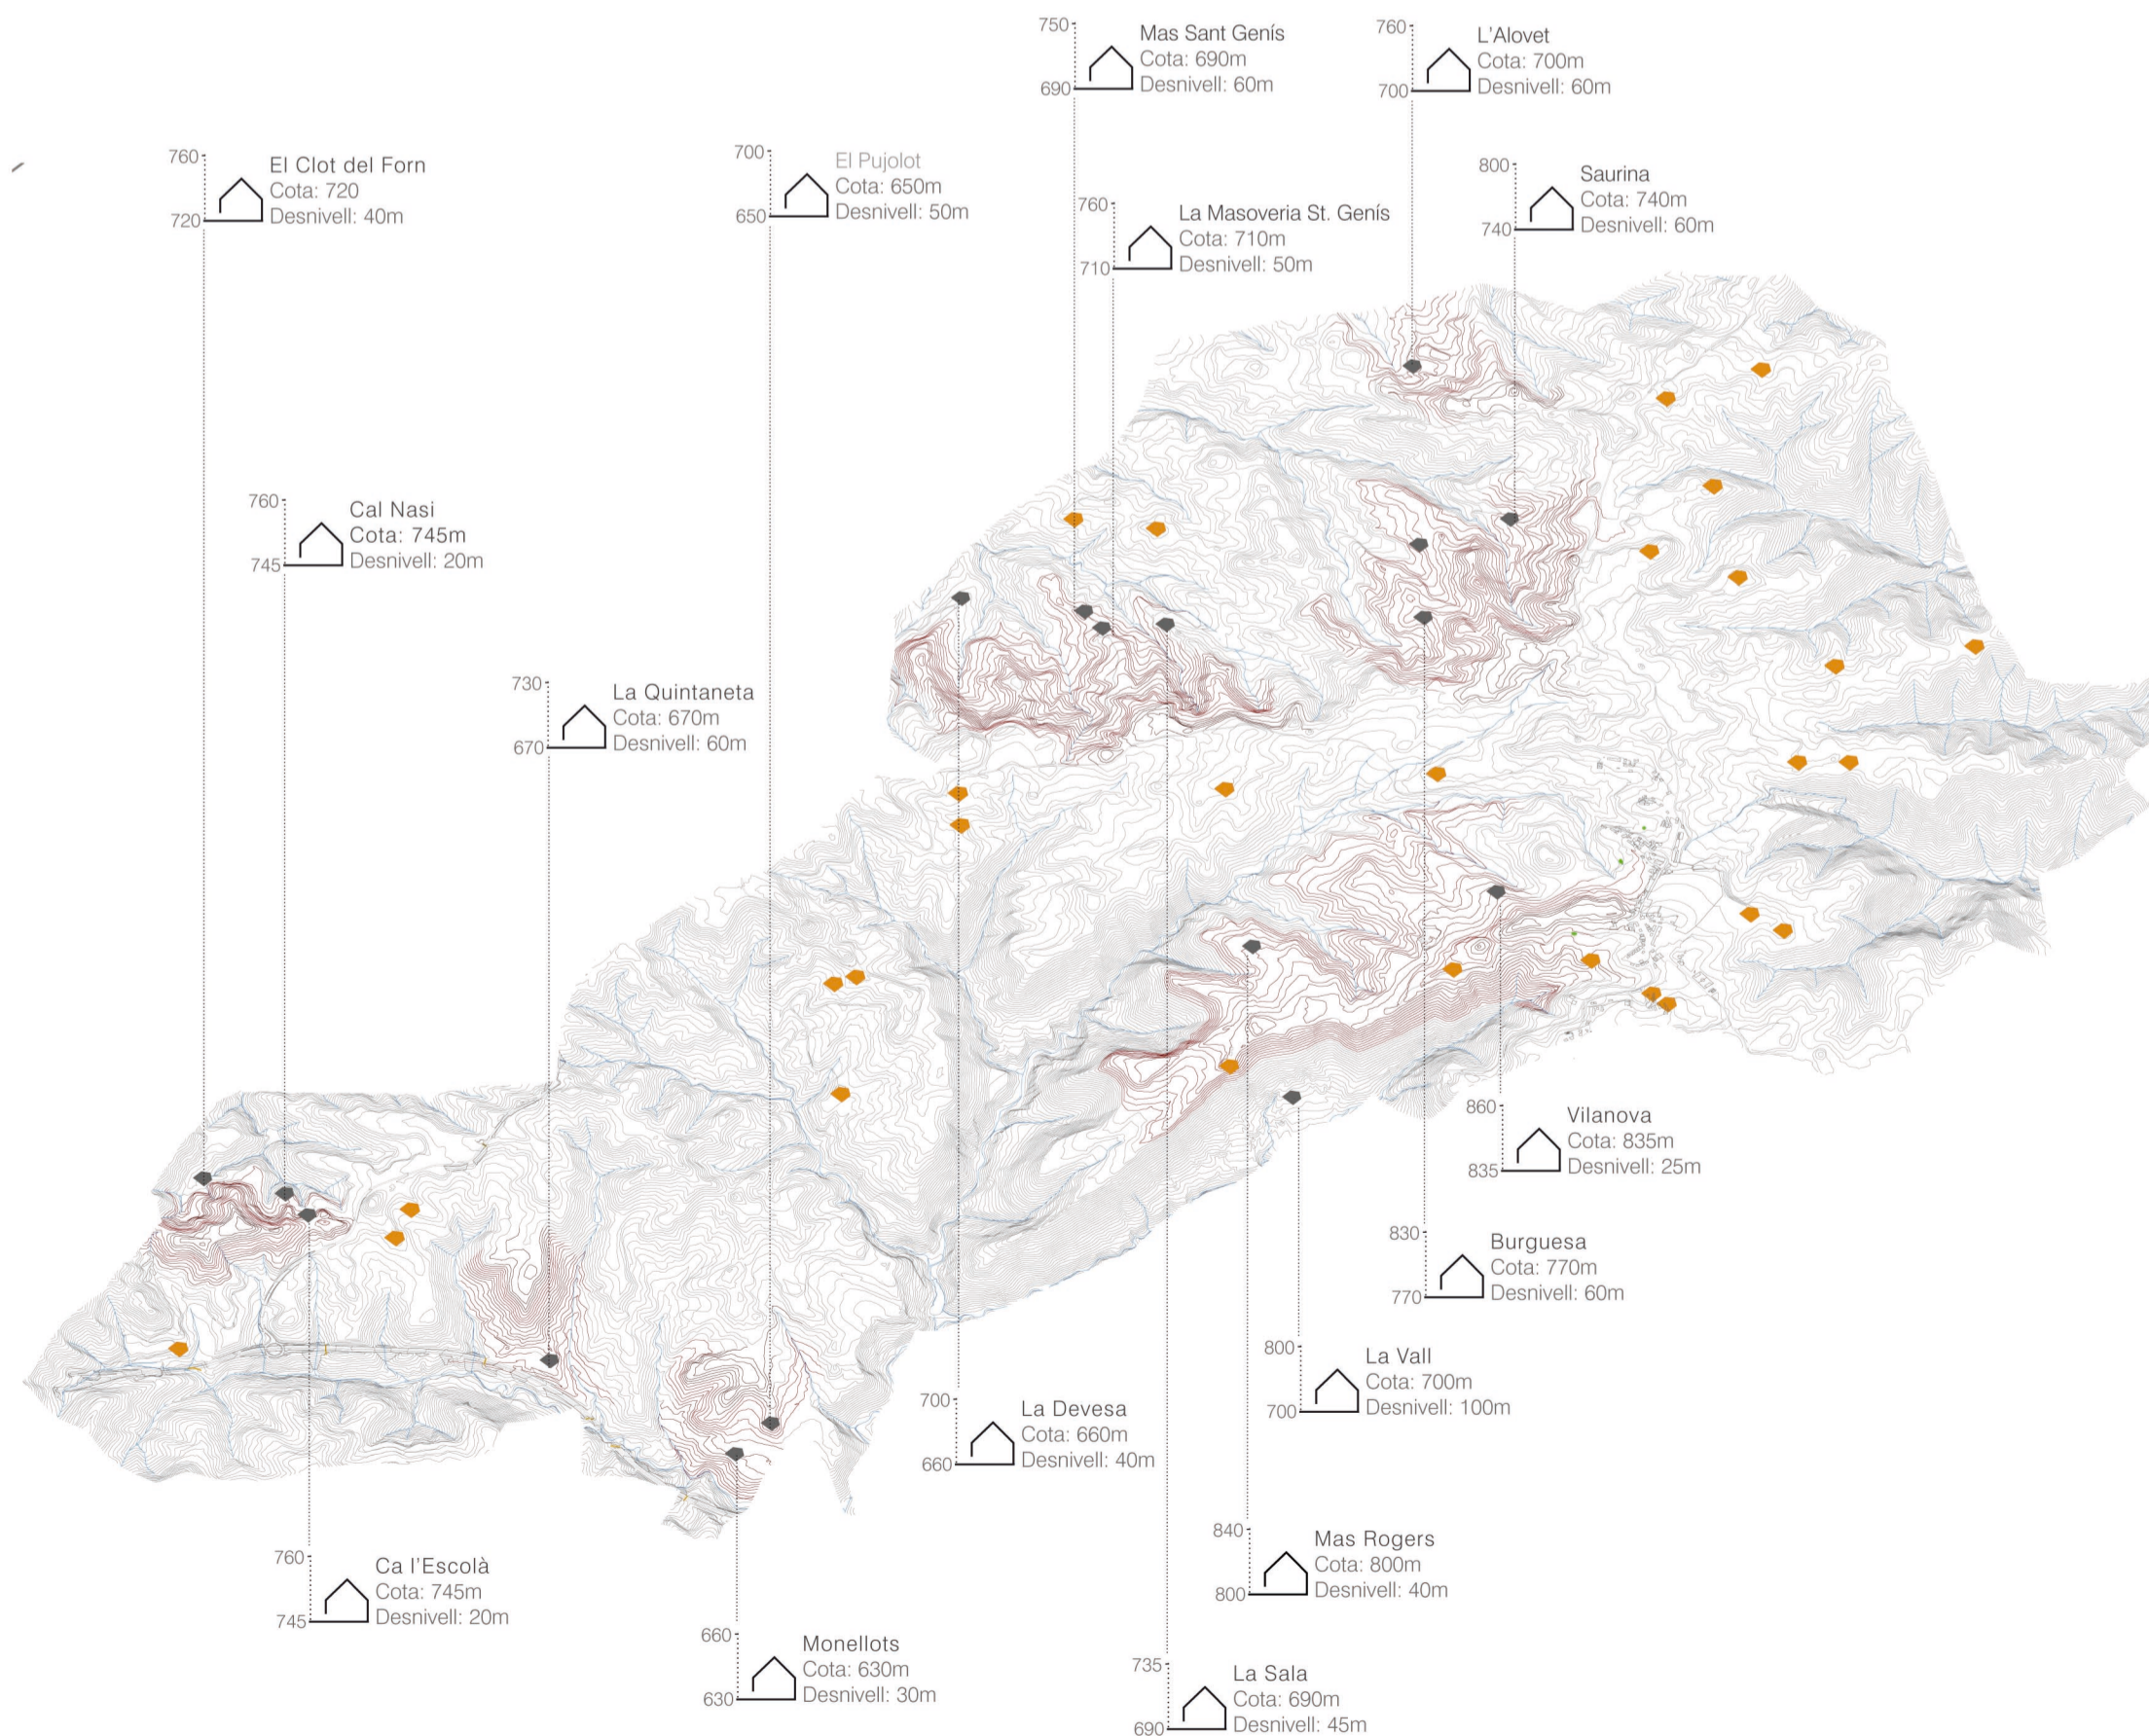 750
Mas Sant Genís
Cota: 690m
Desnivell: 60m
690
760
L'Alovet
Cota: 700m
Desnivell: 60m
700
760
El Clot del Forn
Cota: 720
Desnivell: 40m
720
700
El Pujolot
Cota: 650m
Desnivell: 50m
650
760
La Masoveria St. Genís
Cota: 710m
Desnivell: 50m
710
800
Saurina
Cota: 740m
Desnivell: 60m
740
760
Cal Nasi
Cota: 745m
Desnivell: 20m
745
730
La Quintaneta
Cota: 670m
Desnivell: 60m
670
860
Vilanova
Cota: 835m
Desnivell: 25m
835
830
Burguesa
Cota: 770m
Desnivell: 60m
770
800
La Vall
Cota: 700m
Desnivell: 100m
700
700
La Devesa
Cota: 660m
Desnivell: 40m
660
840
Mas Rogers
Cota: 800m
Desnivell: 40m
800
760
Ca l'Escolà
Cota: 745m
Desnivell: 20m
745
660
Monellots
Cota: 630m
Desnivell: 30m
630
735
La Sala
Cota: 690m
Desnivell: 45m
690